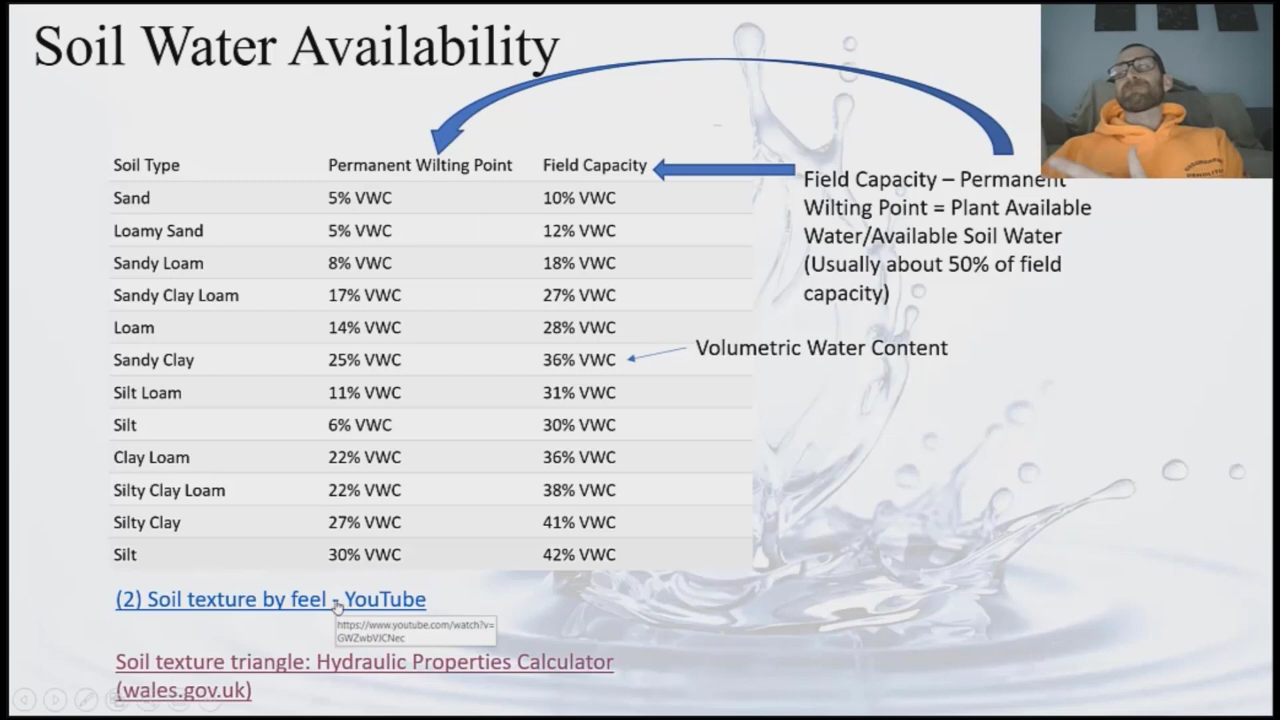 Soil Water Availability
Soil Type Permanent Wilting Point Field Capacity
Sand 5% VWC 10% VWC
Loamy Sand 5% VWC 12% VWC
Sandy Loam 8% VWC 18% VWC
Sandy Clay Loam 17% VWC 27% VWC
Loam 14% VWC 28% VWC
Sandy Clay 25% VWC 36% VWC
Silt Loam 11% VWC 31% VWC
Silt 6% VWC 30% VWC
Clay Loam 22% VWC 36% VWC
Silty Clay Loam 22% VWC 38% VWC
Silty Clay 27% VWC 41% VWC
Silt 30% VWC 42% VWC
Field Capacity – Permanent
Wilting Point = Plant Available
Water/Available Soil Water
(Usually about 50% of field
capacity)
Volumetric Water Content
(2) Soil texture by feel - YouTube
https://www.youtube.com/watch?v=
GWZwbVJCNec
Soil texture triangle: Hydraulic Properties Calculator
(wales.gov.uk)